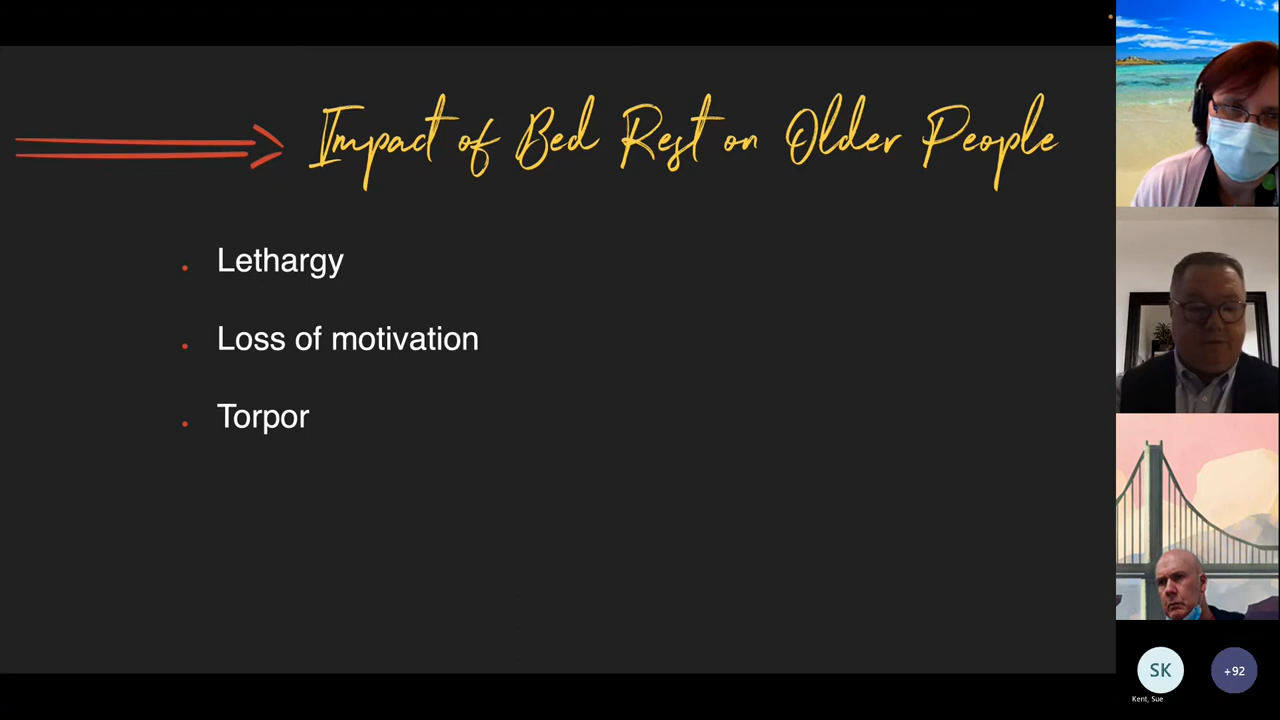 Impact of Bed Rest on Older People
Lethargy
Loss of motivation
Torpor
SK
+92
Kent, Sue